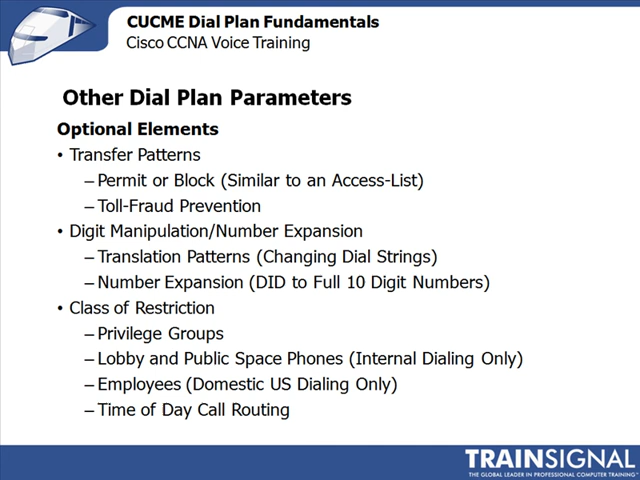 CUCME Dial Plan Fundamentals
Cisco CCNA Voice Training
Other Dial Plan Parameters
Optional Elements
• Transfer Patterns
– Permit or Block (Similar to an Access-List)
– Toll-Fraud Prevention
• Digit Manipulation/Number Expansion
– Translation Patterns (Changing Dial Strings)
– Number Expansion (DID to Full 10 Digit Numbers)
• Class of Restriction
– Privilege Groups
– Lobby and Public Space Phones (Internal Dialing Only)
– Employees (Domestic US Dialing Only)
– Time of Day Call Routing
TRAINSIGNAL
THE GLOBAL LEADER IN PROFESSIONAL COMPUTER TRAINING